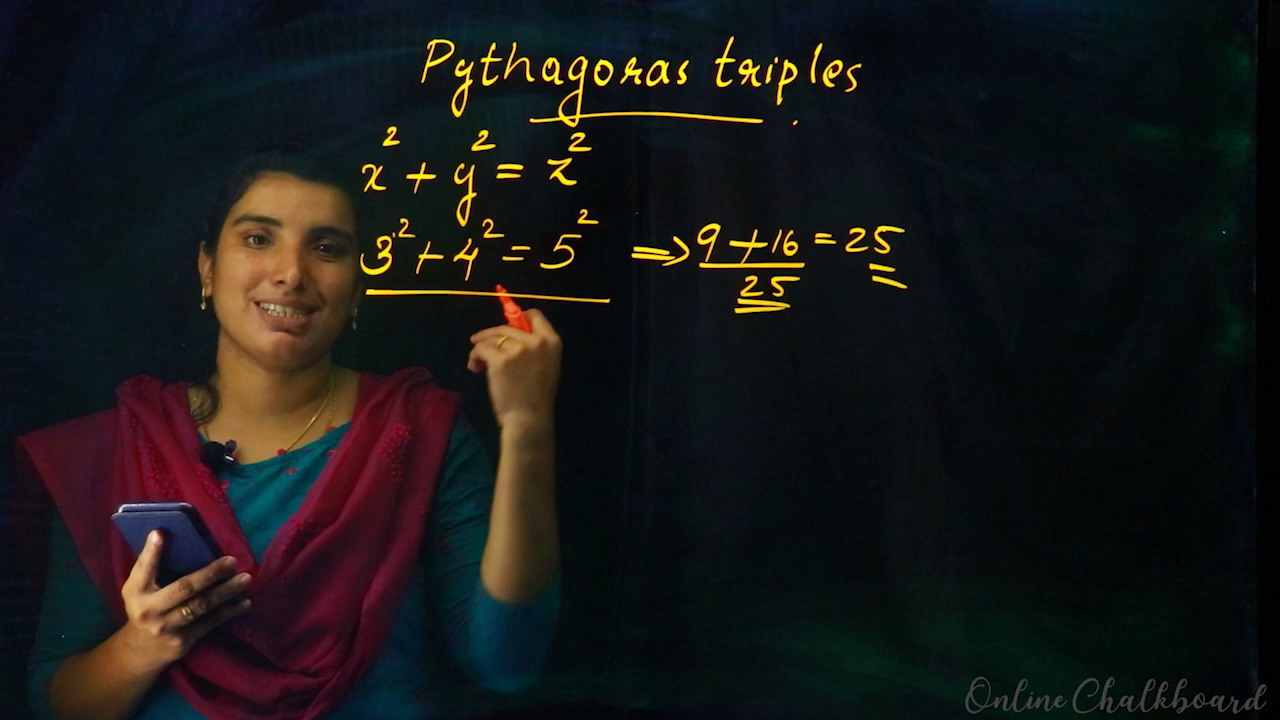 Pythagoras triples
x² + y² = z²
3² + 4² = 5² ⇒ 9 + 16 = 25
25
Online Chalkboard